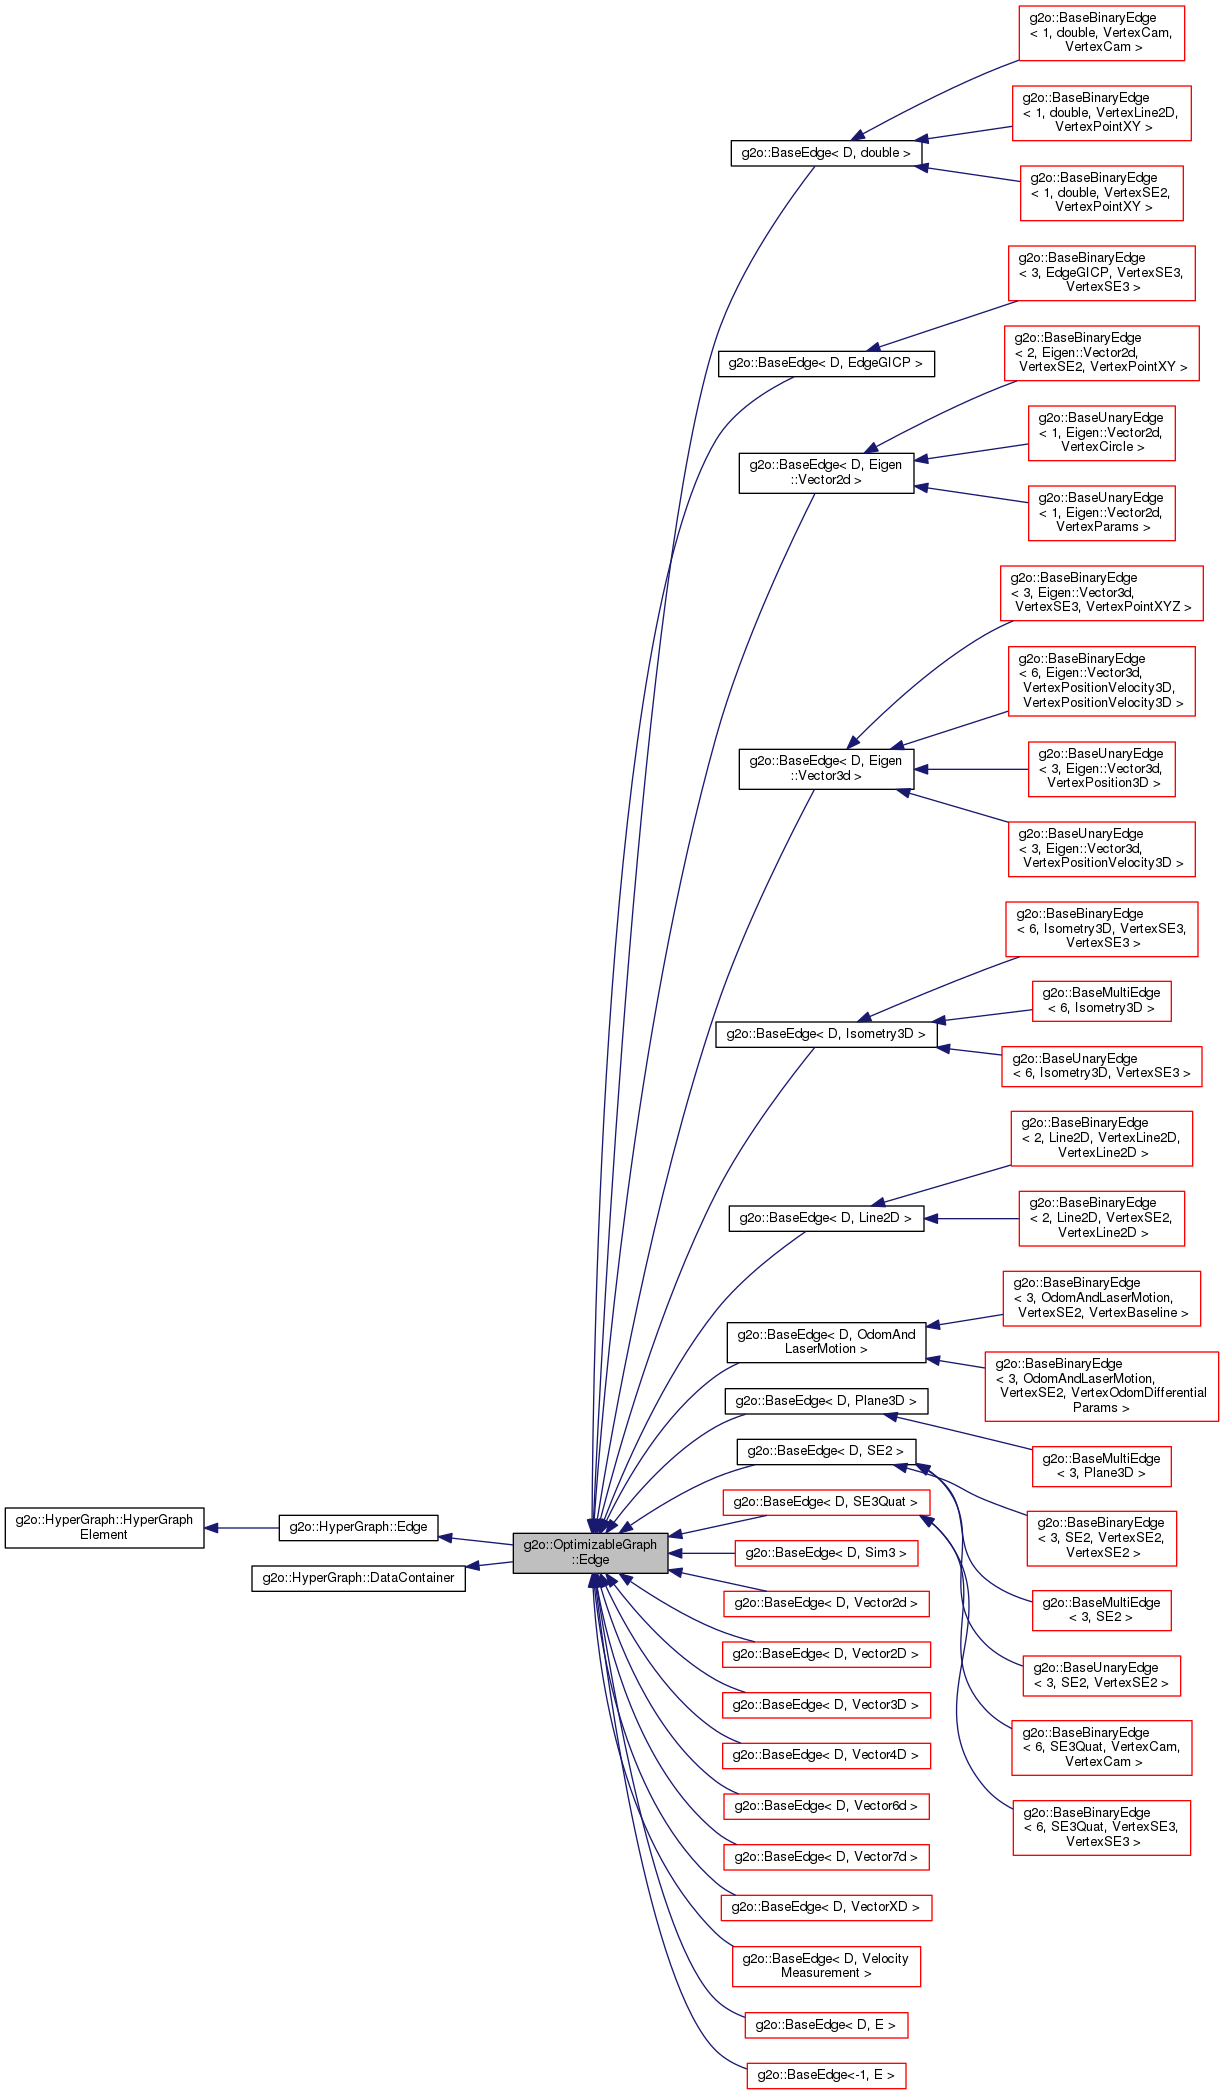 g2o::HyperGraph::HyperGraph
Element
g2o::HyperGraph::Edge
g2o::HyperGraph::DataContainer
g2o::OptimizableGraph
::Edge
g2o::BaseEdge< D, double >
g2o::BaseEdge< D, EdgeGICP >
g2o::BaseEdge< D, Eigen
::Vector2d >
g2o::BaseEdge< D, Eigen
::Vector3d >
g2o::BaseEdge< D, Isometry3D >
g2o::BaseEdge< D, Line2D >
g2o::BaseEdge< D, OdomAnd
LaserMotion >
g2o::BaseEdge< D, Plane3D >
g2o::BaseEdge< D, SE2 >
g2o::BaseEdge< D, SE3Quat >
g2o::BaseEdge< D, Sim3 >
g2o::BaseEdge< D, Vector2d >
g2o::BaseEdge< D, Vector2D >
g2o::BaseEdge< D, Vector3D >
g2o::BaseEdge< D, Vector4D >
g2o::BaseEdge< D, Vector6d >
g2o::BaseEdge< D, Vector7d >
g2o::BaseEdge< D, VectorXD >
g2o::BaseEdge< D, Velocity
Measurement >
g2o::BaseEdge< D, E >
g2o::BaseEdge<-1, E >
g2o::BaseBinaryEdge
< 1, double, VertexCam,
VertexCam >
g2o::BaseBinaryEdge
< 1, double, VertexLine2D,
VertexPointXY >
g2o::BaseBinaryEdge
< 1, double, VertexSE2,
VertexPointXY >
g2o::BaseBinaryEdge
< 3, EdgeGICP, VertexSE3,
VertexSE3 >
g2o::BaseBinaryEdge
< 2, Eigen::Vector2d,
VertexSE2, VertexPointXY >
g2o::BaseUnaryEdge
< 1, Eigen::Vector2d,
VertexCircle >
g2o::BaseUnaryEdge
< 1, Eigen::Vector2d,
VertexParams >
g2o::BaseBinaryEdge
< 3, Eigen::Vector3d,
VertexSE3, VertexPointXYZ >
g2o::BaseBinaryEdge
< 6, Eigen::Vector3d,
VertexPositionVelocity3D,
VertexPositionVelocity3D >
g2o::BaseUnaryEdge
< 3, Eigen::Vector3d,
VertexPosition3D >
g2o::BaseUnaryEdge
< 3, Eigen::Vector3d,
VertexPositionVelocity3D >
g2o::BaseBinaryEdge
< 6, Isometry3D, VertexSE3,
VertexSE3 >
g2o::BaseMultiEdge
< 6, Isometry3D >
g2o::BaseUnaryEdge
< 6, Isometry3D, VertexSE3 >
g2o::BaseBinaryEdge
< 2, Line2D, VertexLine2D,
VertexLine2D >
g2o::BaseBinaryEdge
< 2, Line2D, VertexSE2,
VertexLine2D >
g2o::BaseBinaryEdge
< 3, OdomAndLaserMotion,
VertexSE2, VertexBaseline >
g2o::BaseBinaryEdge
< 3, OdomAndLaserMotion,
VertexSE2, VertexOdomDifferential
Params >
g2o::BaseMultiEdge
< 3, Plane3D >
g2o::BaseBinaryEdge
< 3, SE2, VertexSE2,
VertexSE2 >
g2o::BaseMultiEdge
< 3, SE2 >
g2o::BaseUnaryEdge
< 3, SE2, VertexSE2 >
g2o::BaseBinaryEdge
< 6, SE3Quat, VertexCam,
VertexCam >
g2o::BaseBinaryEdge
< 6, SE3Quat, VertexSE3,
VertexSE3 >